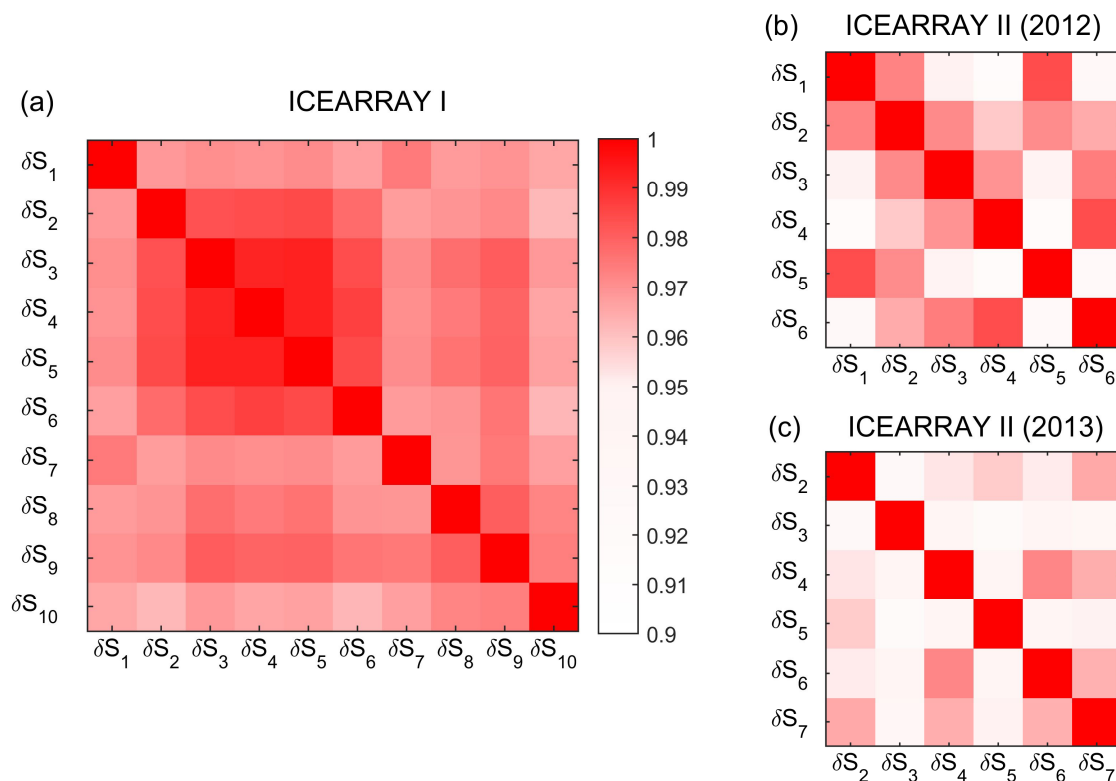 (a)
ICEARRAY I
δS1
δS2
δS3
δS4
δS5
δS6
δS7
δS8
δS9
δS10
δS1 δS2 δS3 δS4 δS5 δS6 δS7 δS8 δS9 δS10
1
0.99
0.98
0.97
0.96
0.95
0.94
0.93
0.92
0.91
0.9
(b) ICEARRAY II (2012)
δS1
δS2
δS3
δS4
δS5
δS6
δS1 δS2 δS3 δS4 δS5 δS6
(c) ICEARRAY II (2013)
δS2
δS3
δS4
δS5
δS6
δS7
δS2 δS3 δS4 δS5 δS6 δS7